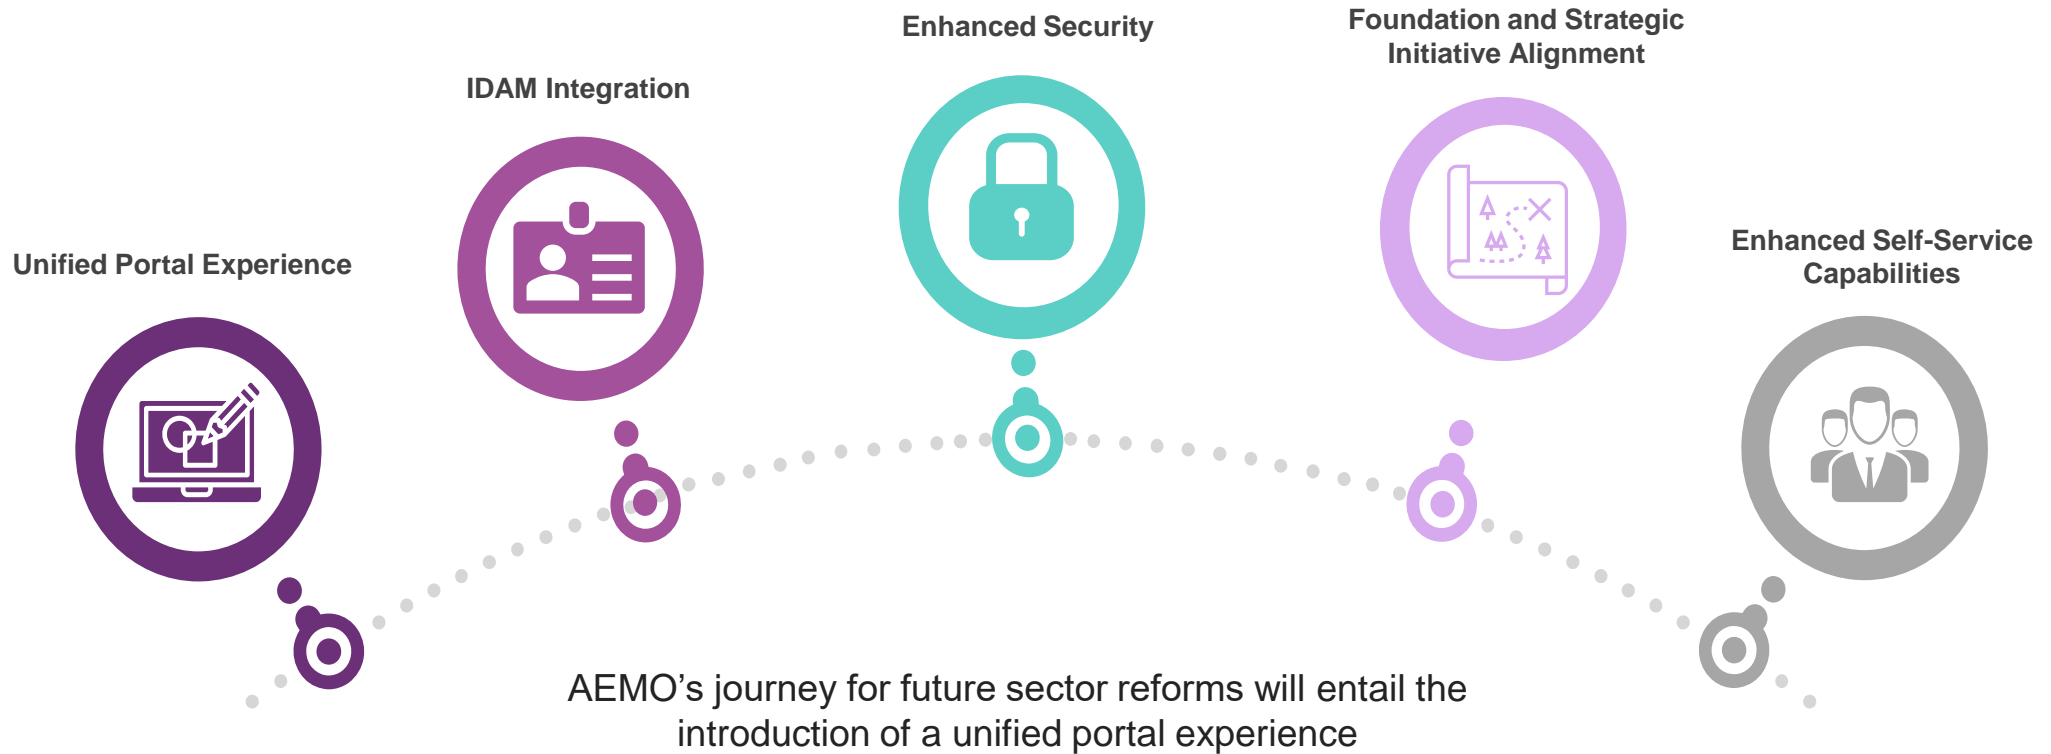 Unified Portal Experience
IDAM Integration
Enhanced Security
Foundation and Strategic
Initiative Alignment
Enhanced Self-Service
Capabilities
AEMO’s journey for future sector reforms will entail the
introduction of a unified portal experience